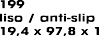 199
liso / anti-slip
19,4 x 97,8 x 1